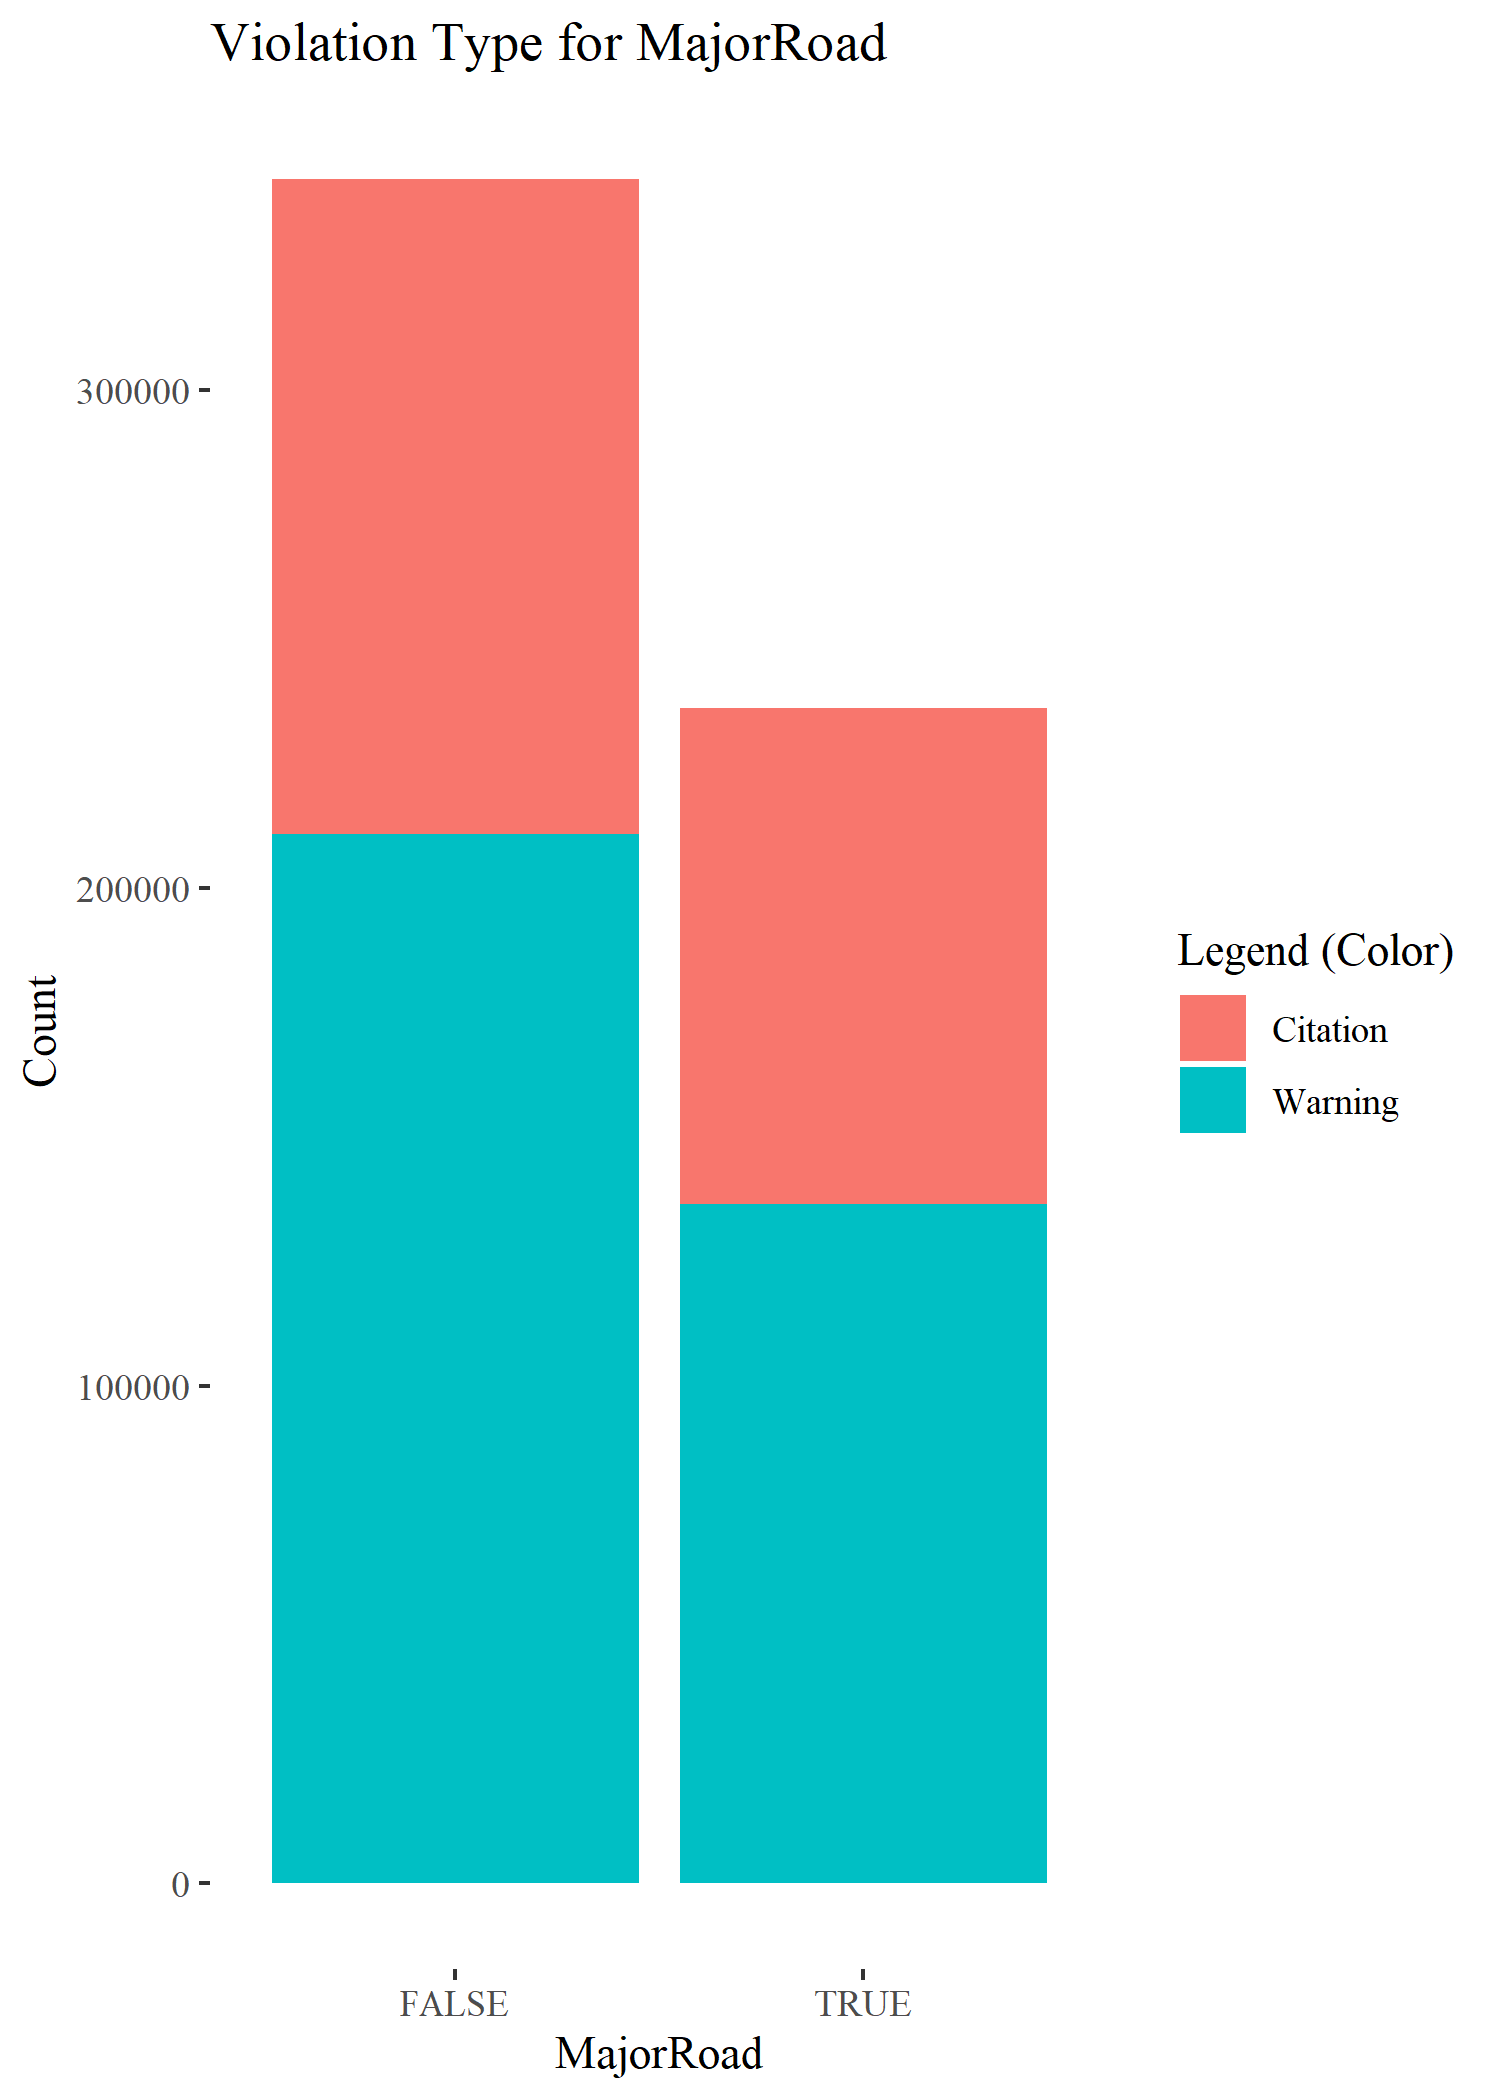 Violation Type for MajorRoad
300000
200000
100000
0
Count
FALSE
TRUE
MajorRoad
Legend (Color)
Citation
Warning